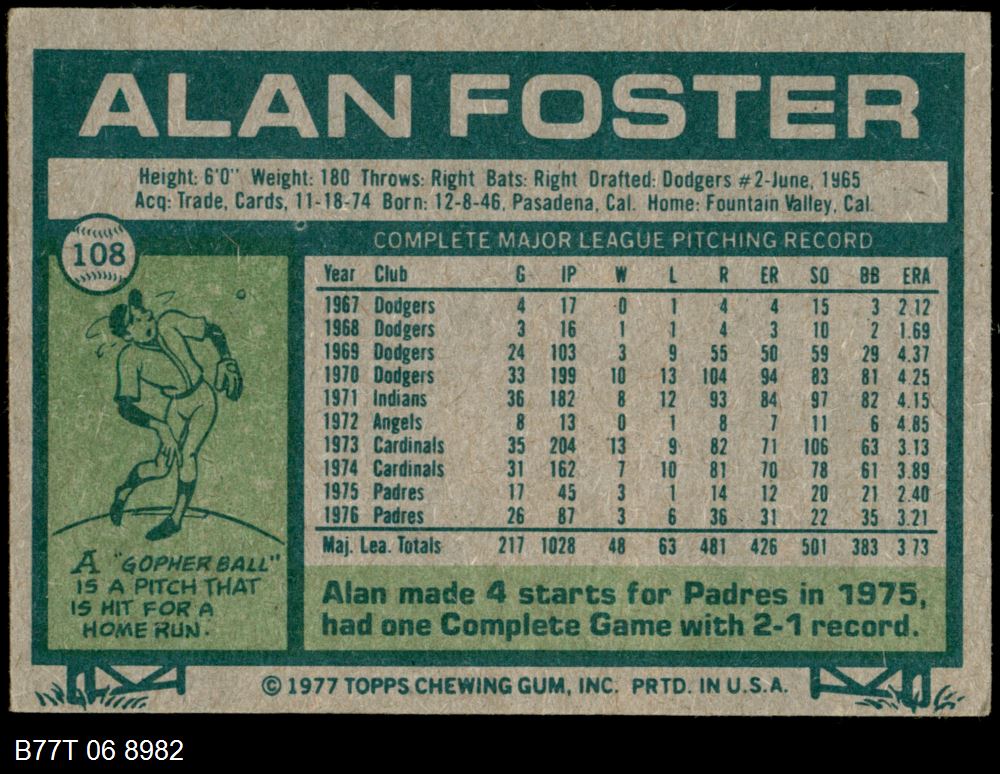 ALAN FOSTER
Height: 6'0" Weight: 180 Throws: Right Bats: Right Drafted: Dodgers #2-June, 1965
Acq: Trade, Cards, 11-18-74 Born: 12-8-46, Pasadena, Cal. Home: Fountain Valley, Cal.
108
COMPLETE MAJOR LEAGUE PITCHING RECORD
Year Club G IP W L R ER SO BB ERA
1967 Dodgers 4 17 0 1 4 4 15 3 2.12
1968 Dodgers 3 16 1 1 4 3 10 2 1.69
1969 Dodgers 24 103 3 9 55 50 59 29 4.37
1970 Dodgers 33 199 10 13 104 94 83 81 4.25
1971 Indians 36 182 8 12 93 84 97 82 4.15
1972 Angels 8 13 0 1 8 7 11 6 4.85
1973 Cardinals 35 204 13 9 82 71 106 63 3.13
1974 Cardinals 31 162 7 10 81 70 78 61 3.89
1975 Padres 17 45 3 1 14 12 20 21 2.40
1976 Padres 26 87 3 6 36 31 22 35 3.21
Maj. Lea. Totals 217 1028 48 63 481 426 501 383 3.73
A "GOPHER BALL"
IS A PITCH THAT
IS HIT FOR A
HOME RUN.
Alan made 4 starts for Padres in 1975,
had one Complete Game with 2-1 record.
© 1977 TOPPS CHEWING GUM, INC. PRTD. IN U.S.A.
B77T 06 8982